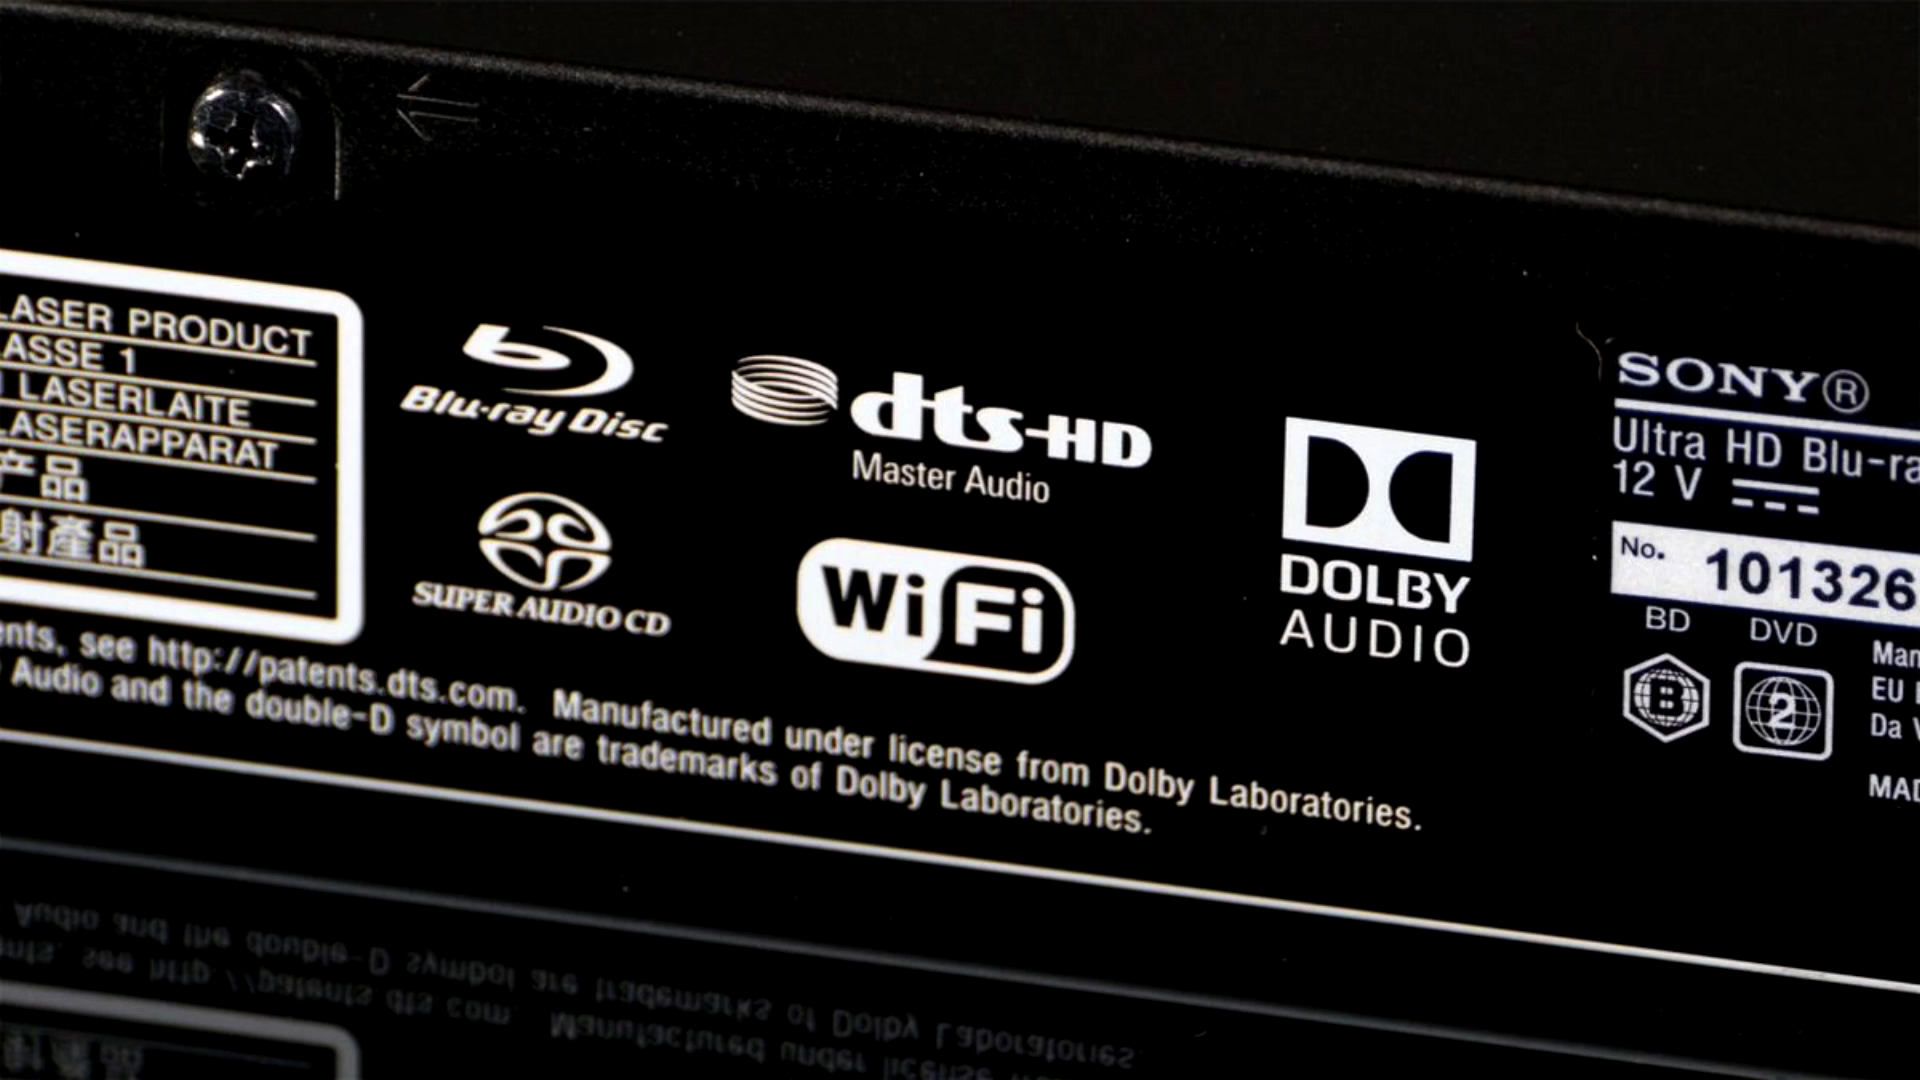 LASER PRODUCT
LASSE 1
LASERLAITE
LASERAPPARAT
产品
射產品
Blu-ray Disc
dts-HD
Master Audio
SUPER AUDIO CD
WiFi
DOLBY
AUDIO
SONY®
Ultra HD Blu-ra
12 V
No. 101326
BD DVD
B 2
Man
EU
Da V
MAD
ents, see http://patents.dts.com. Manufactured under license from Dolby Laboratories.
Audio and the double-D symbol are trademarks of Dolby Laboratories.